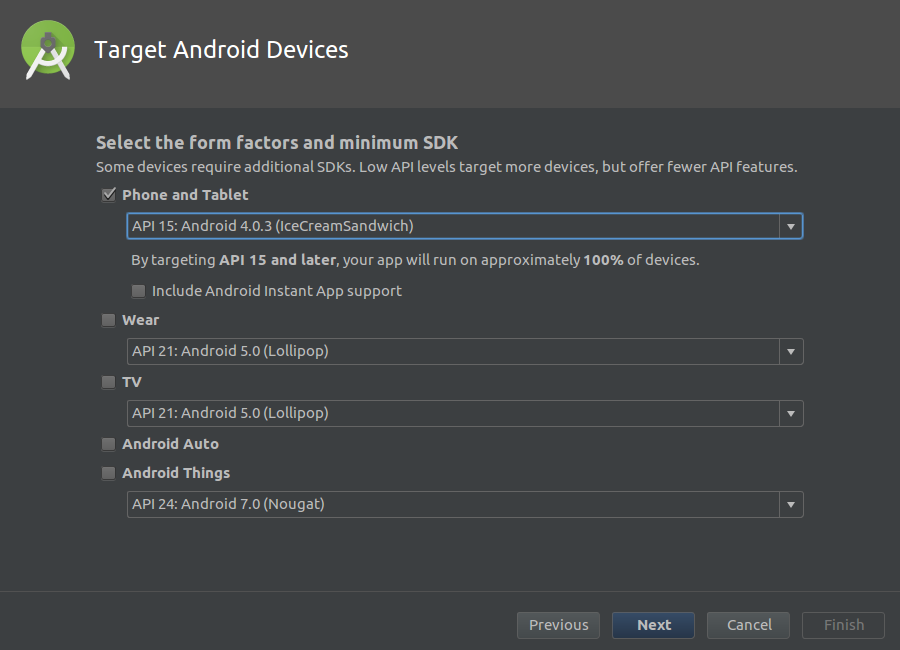 Target Android Devices
Select the form factors and minimum SDK
Some devices require additional SDKs. Low API levels target more devices, but offer fewer API features.
Phone and Tablet
API 15: Android 4.0.3 (IceCreamSandwich)
By targeting API 15 and later, your app will run on approximately 100% of devices.
Include Android Instant App support
Wear
API 21: Android 5.0 (Lollipop)
TV
API 21: Android 5.0 (Lollipop)
Android Auto
Android Things
API 24: Android 7.0 (Nougat)
Previous Next Cancel Finish